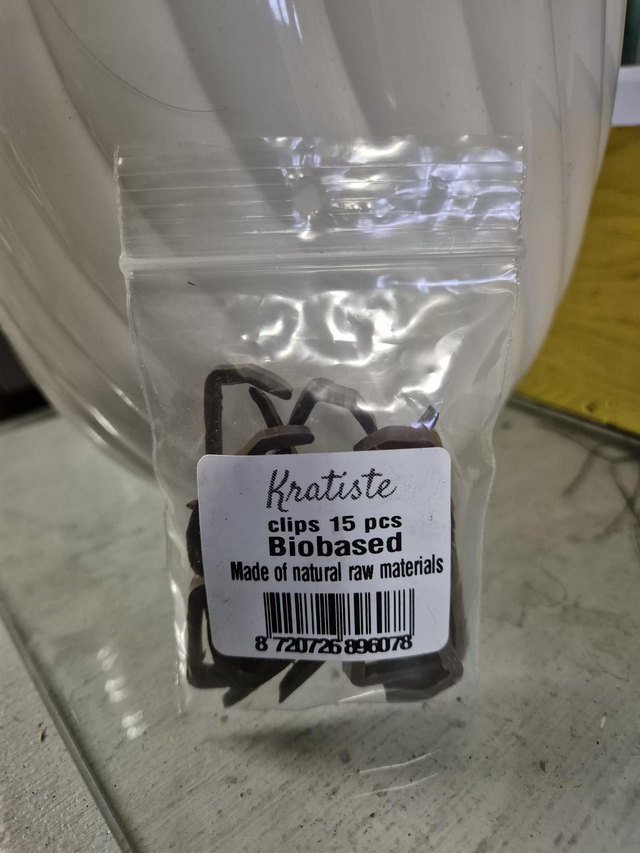 Kratiste
clips 15 pcs
Biobased
Made of natural raw materials
8 720726 896078